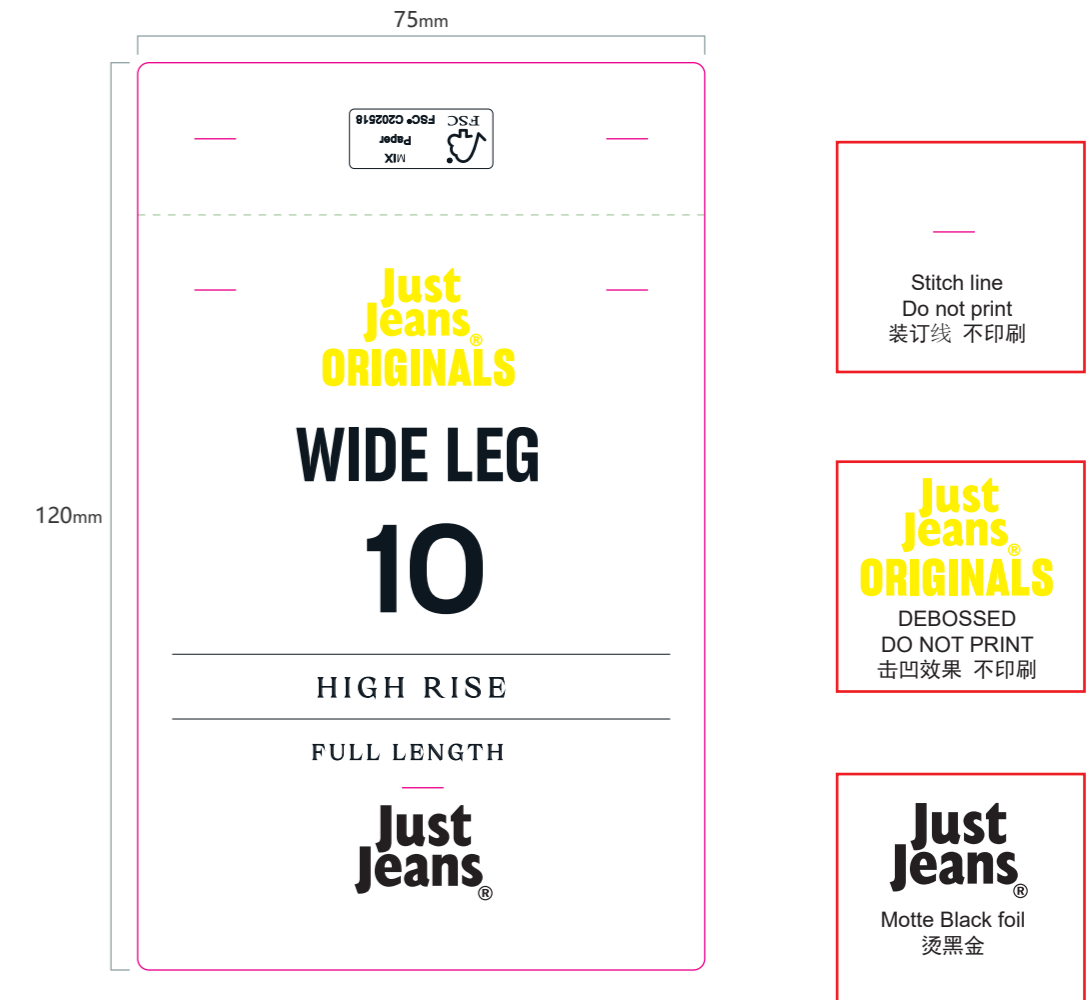 75mm
120mm
FSC
FSC® C202518
Paper
MIX
Just
Jeans®
ORIGINALS
WIDE LEG
10
HIGH RISE
FULL LENGTH
Just
Jeans®
Stitch line
Do not print
装订线 不印刷
Just
Jeans®
ORIGINALS
DEBOSSED
DO NOT PRINT
击凹效果 不印刷
Just
Jeans®
Motte Black foil
烫黑金